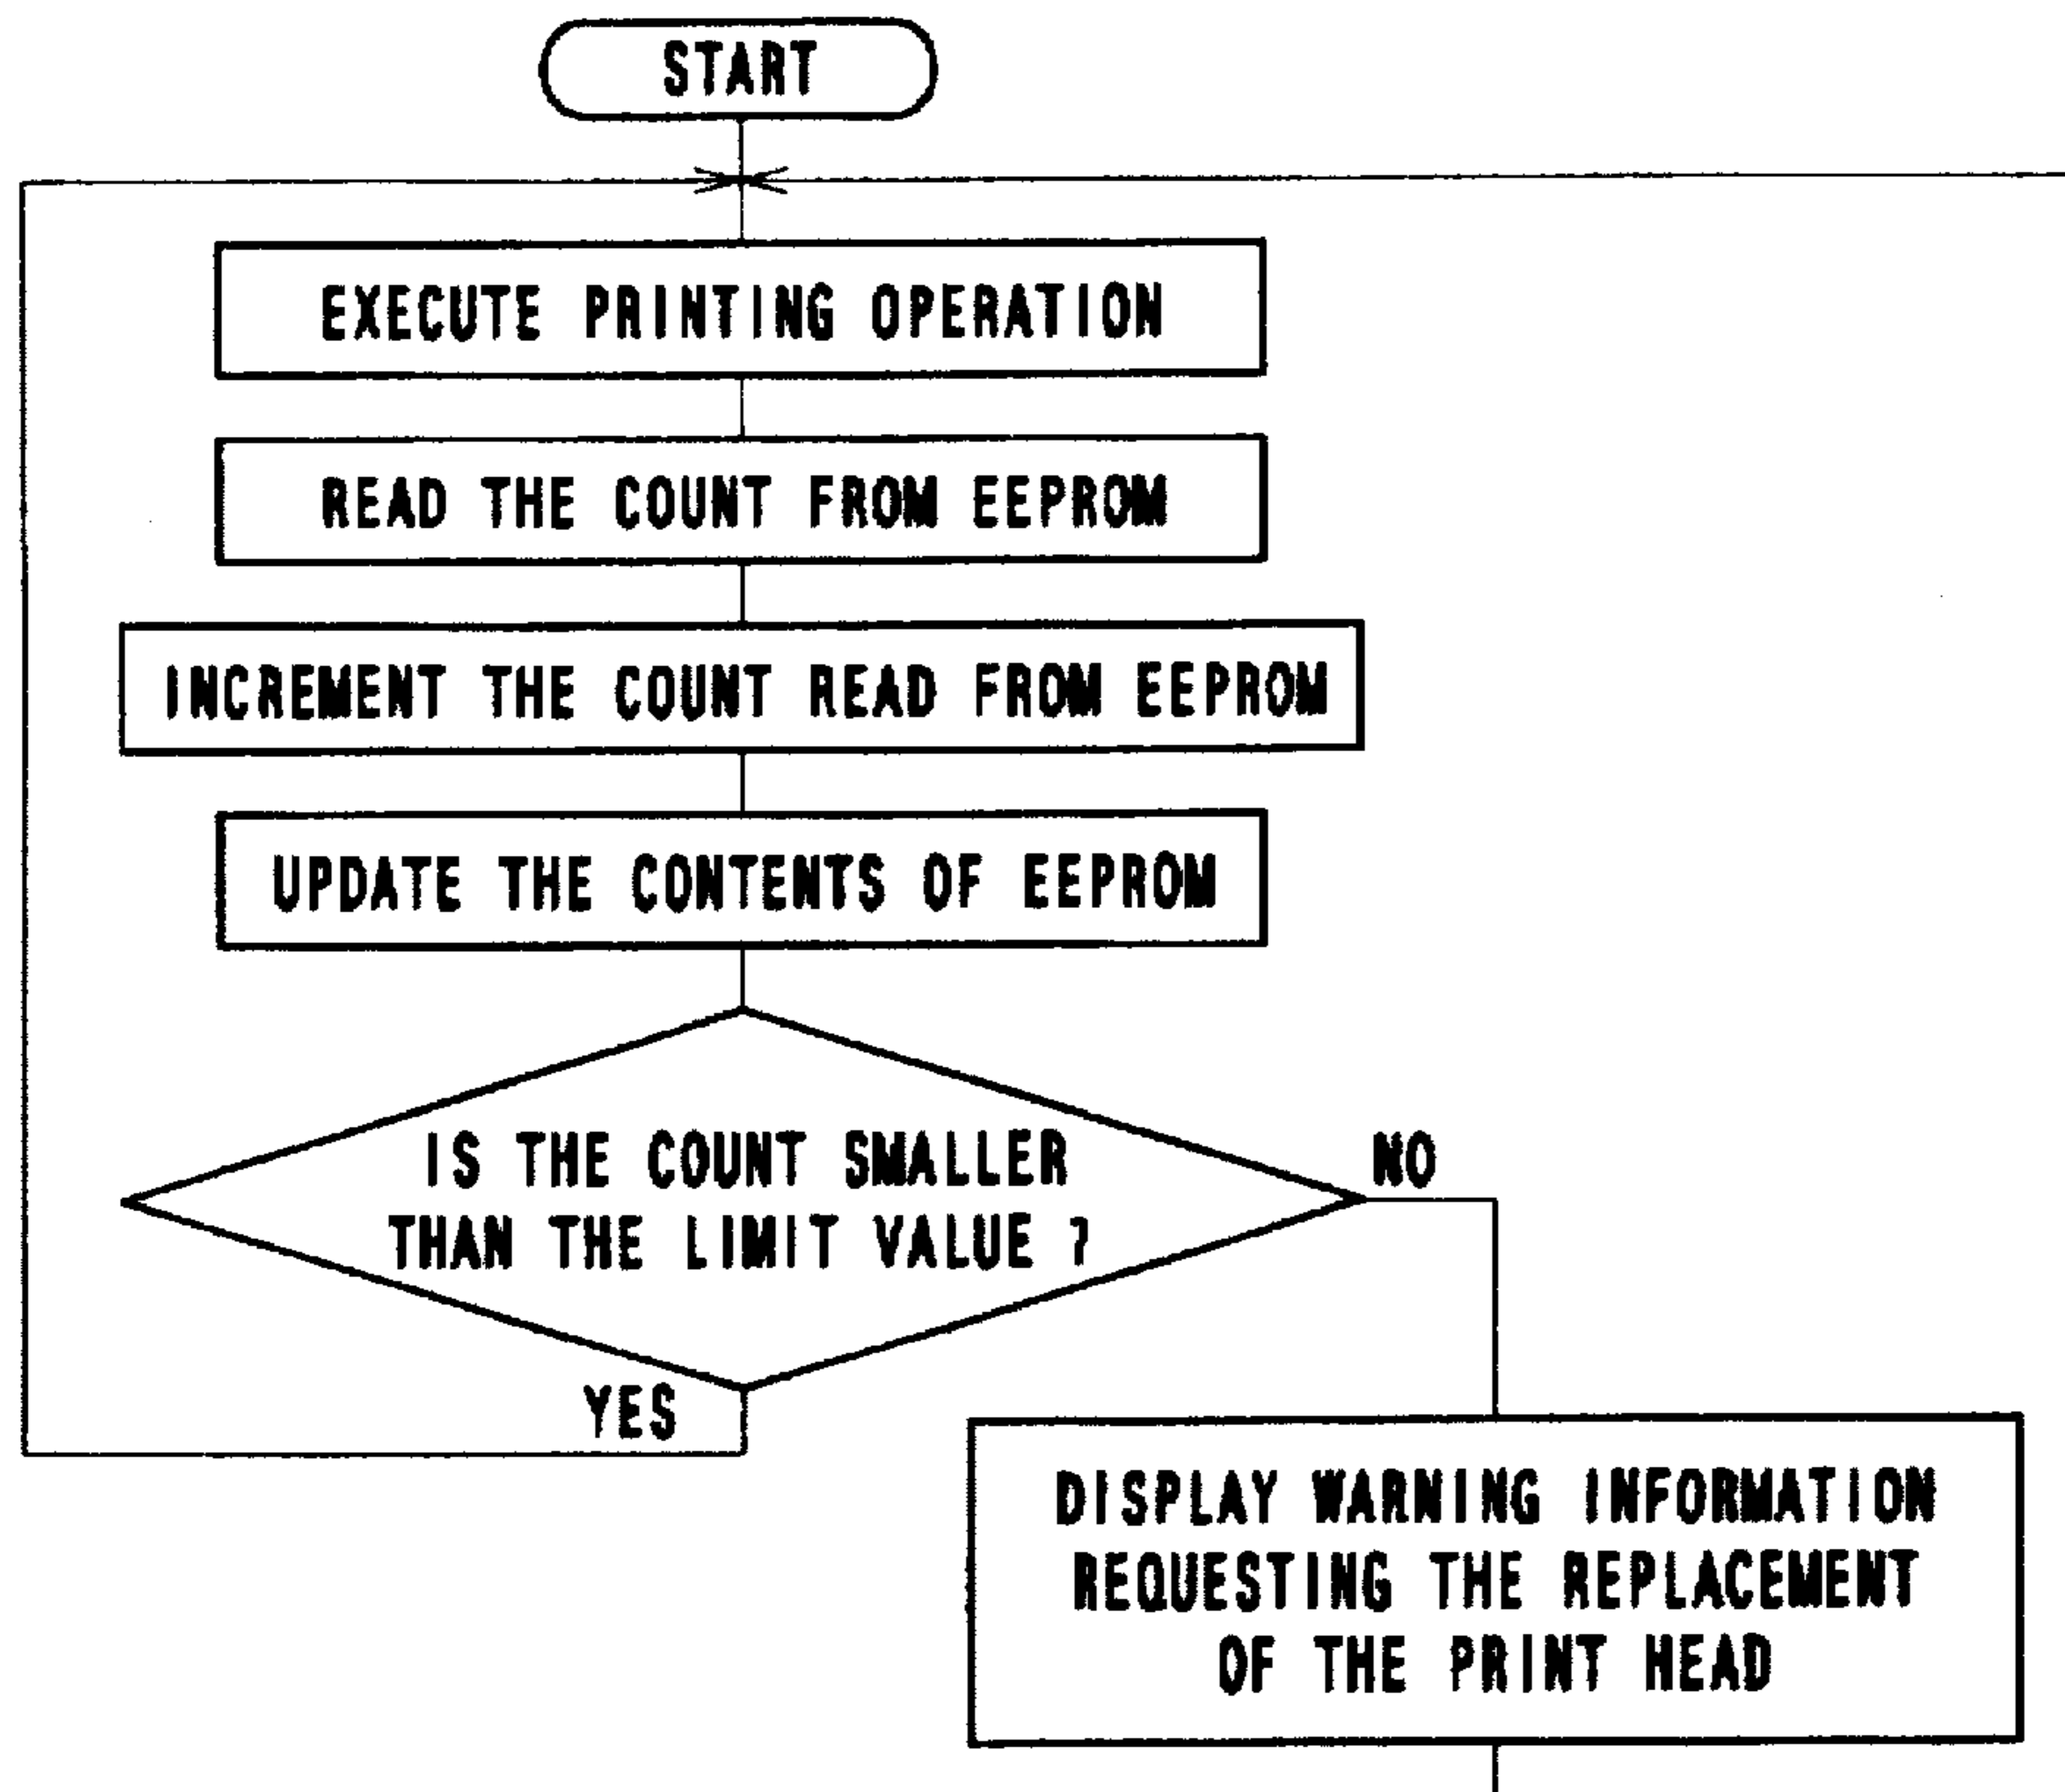 START
EXECUTE PRINTING OPERATION
READ THE COUNT FROM EEPROM
INCREMENT THE COUNT READ FROM EEPROM
UPDATE THE CONTENTS OF EEPROM
IS THE COUNT SMALLER
THAN THE LIMIT VALUE ?
NO
YES
DISPLAY WARNING INFORMATION
REQUESTING THE REPLACEMENT
OF THE PRINT HEAD